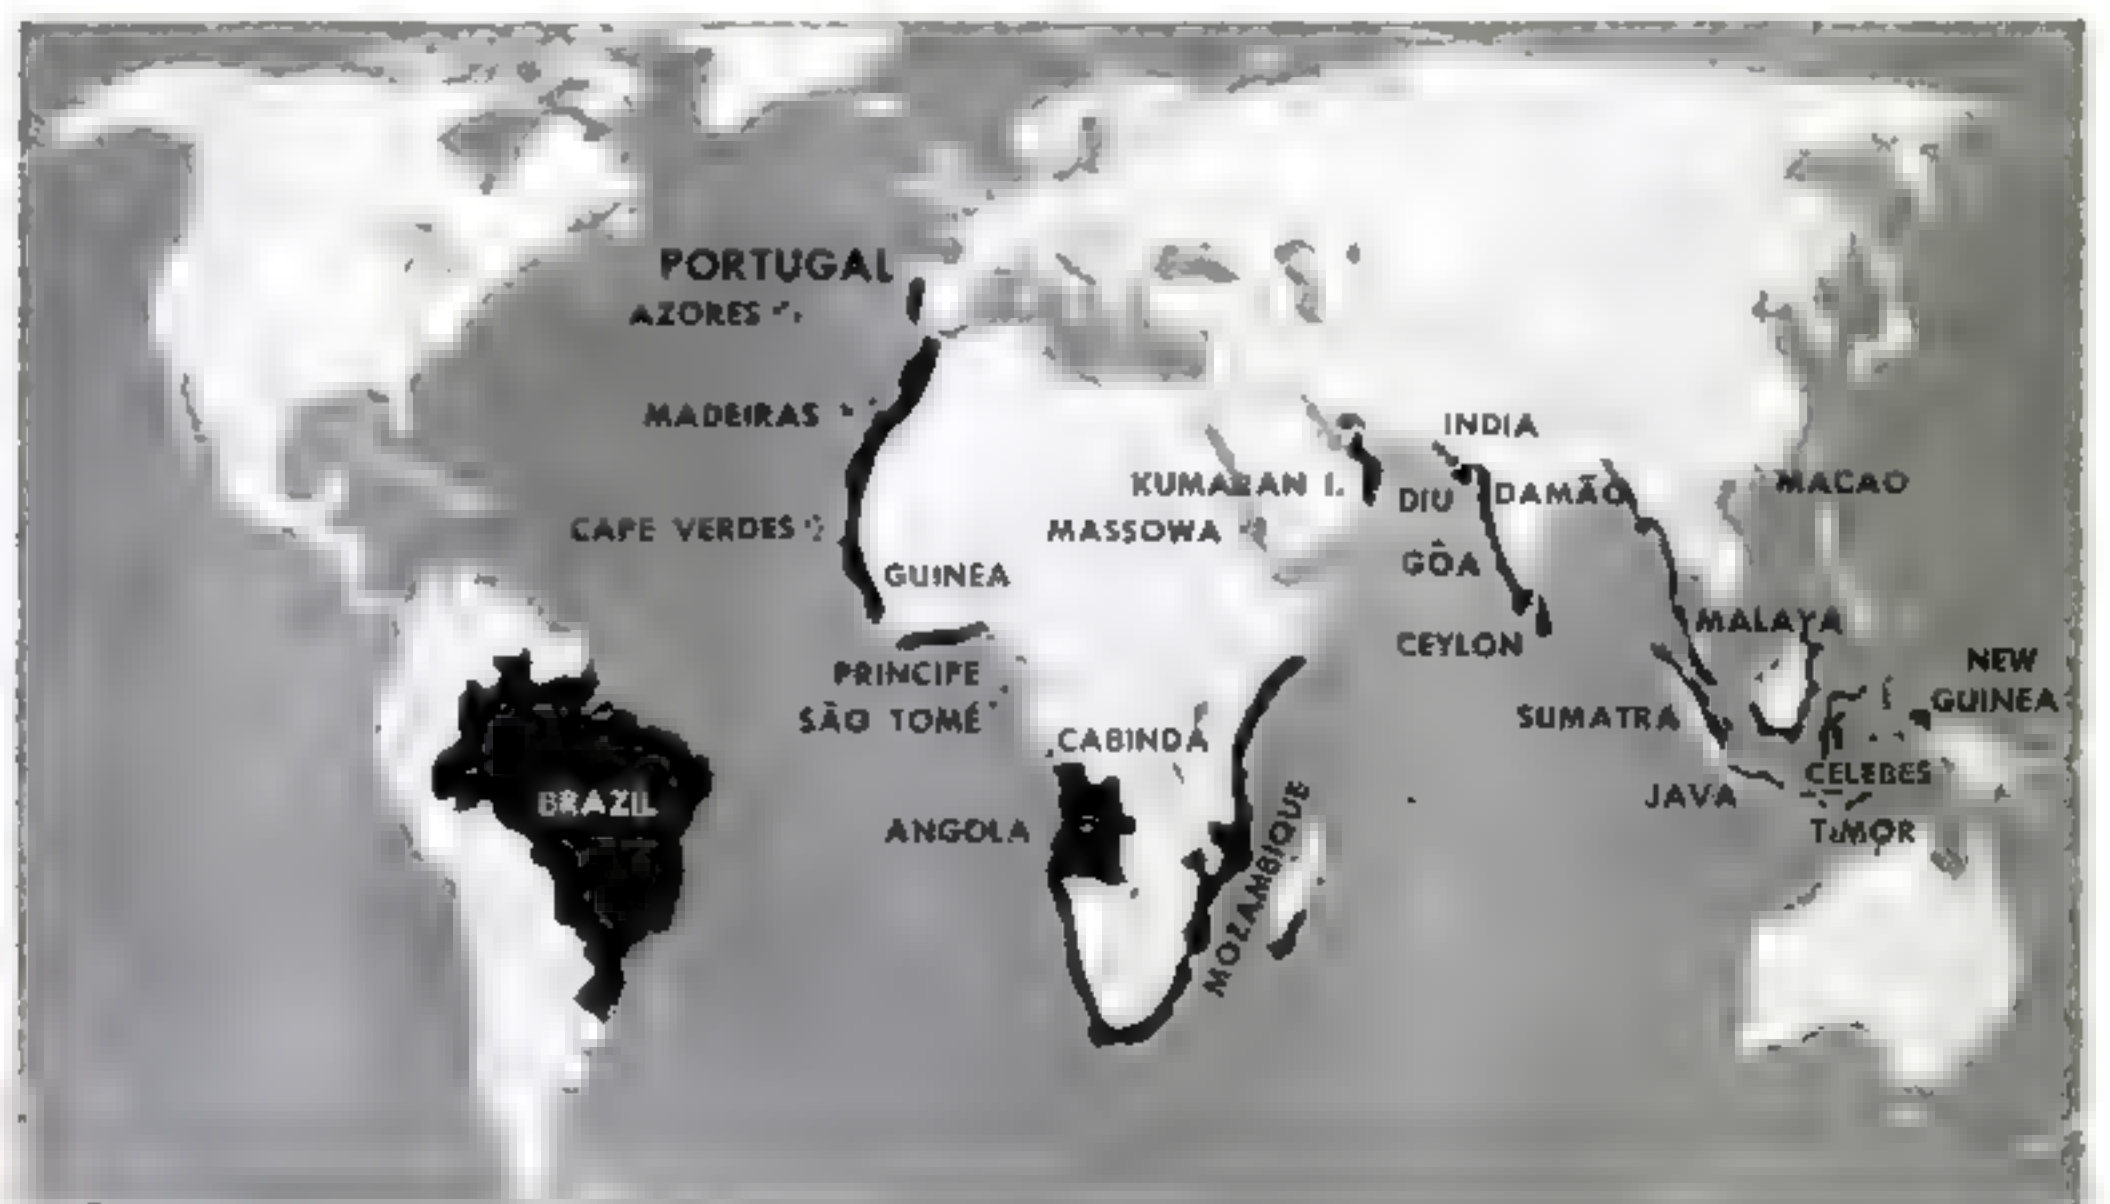 PORTUGAL
AZORES
MADEIRAS
CAPE VERDES
GUINEA
PRINCIPE
SÃO TOMÉ
BRAZIL
CABINDA
ANGOLA
MOZAMBIQUE
KUMARAN I.
MASSOWA
INDIA
DIU
DAMÃO
GÔA
CEYLON
MACAO
MALAYA
SUMATRA
JAVA
CELEBES
TIMOR
NEW
GUINEA